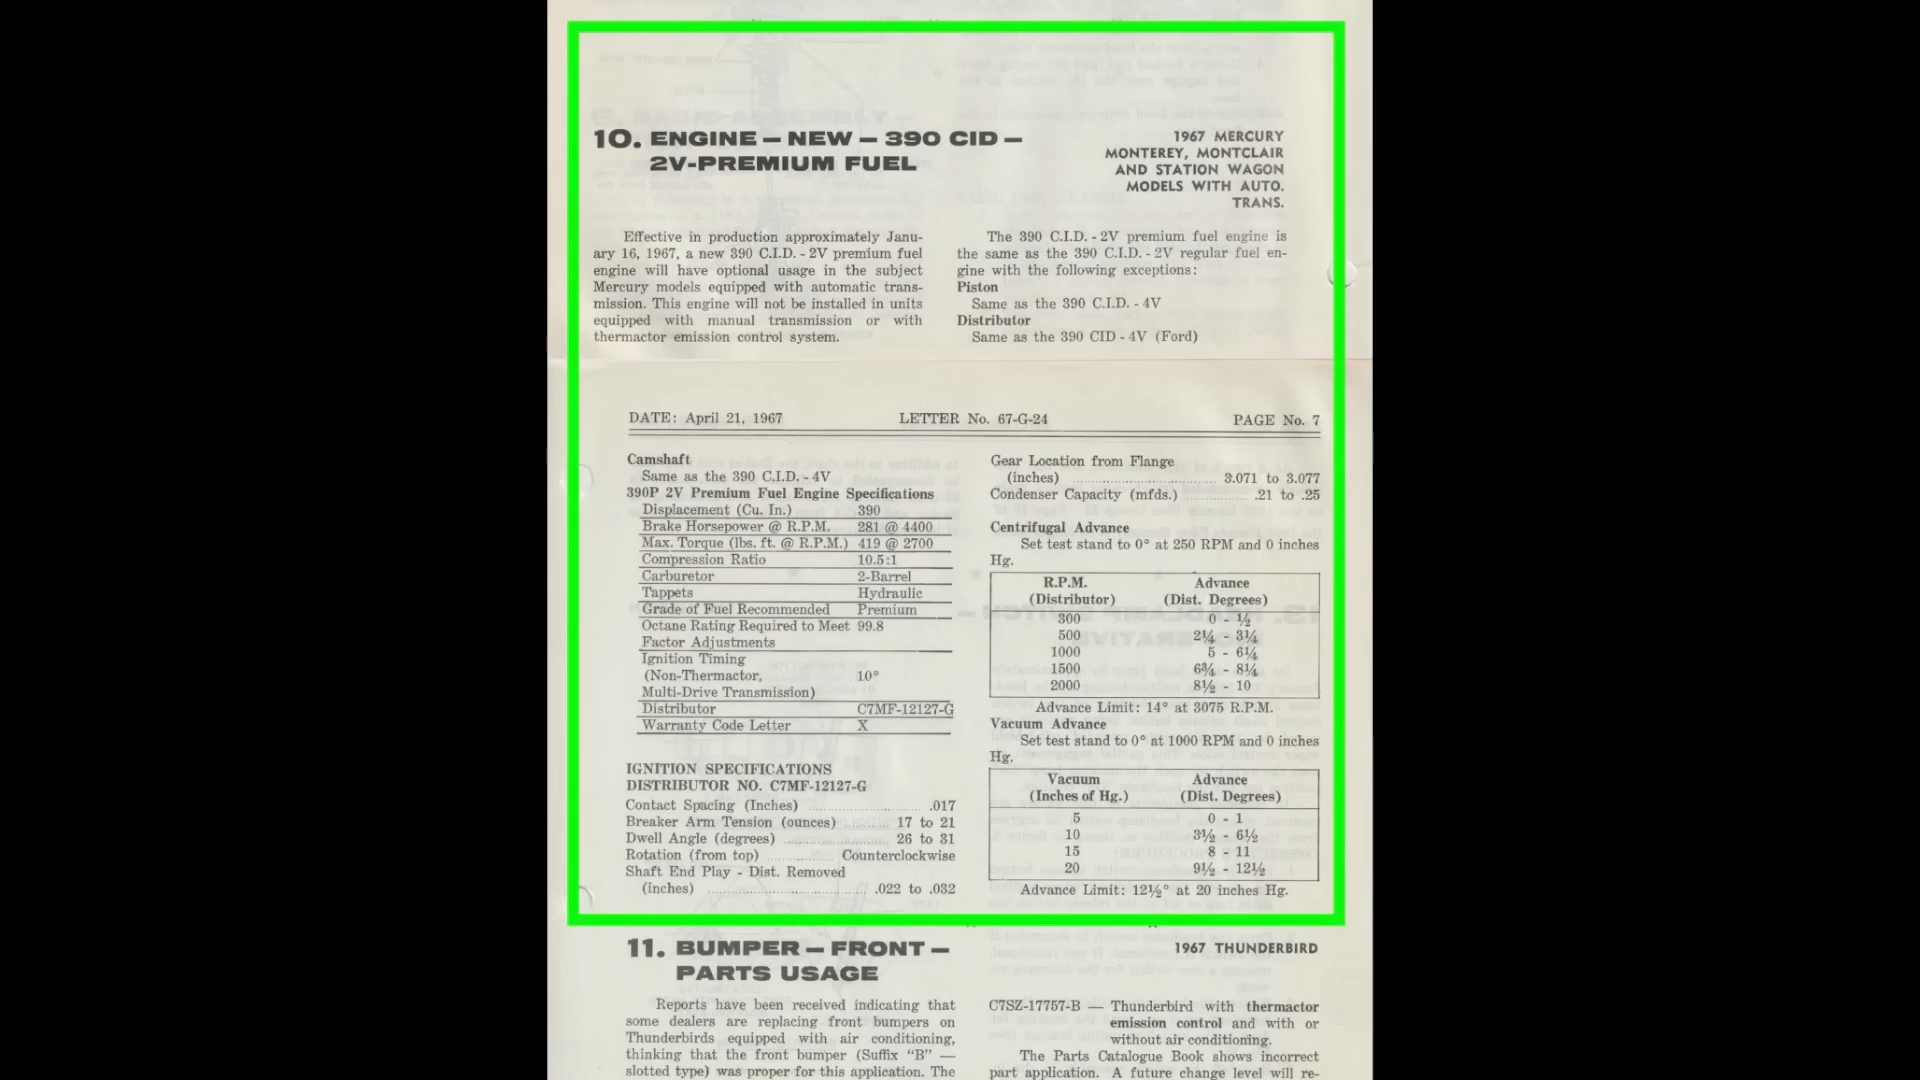 10. ENGINE — NEW — 390 CID —
2V-PREMIUM FUEL
1967 MERCURY
MONTEREY, MONTCLAIR
AND STATION WAGON
MODELS WITH AUTO.
TRANS.
Effective in production approximately Janu-
ary 16, 1967, a new 390 C.I.D. - 2V premium fuel
engine will have optional usage in the subject
Mercury models equipped with automatic trans-
mission. This engine will not be installed in units
equipped with manual transmission or with
thermactor emission control system.
The 390 C.I.D. - 2V premium fuel engine is
the same as the 390 C.I.D. - 2V regular fuel en-
gine with the following exceptions:
Piston
Same as the 390 C.I.D. - 4V
Distributor
Same as the 390 CID - 4V (Ford)
DATE: April 21, 1967 LETTER No. 67-G-24 PAGE No. 7
Camshaft
Same as the 390 C.I.D. - 4V
390P 2V Premium Fuel Engine Specifications
Displacement (Cu. In.) 390
Brake Horsepower @ R.P.M. 281 @ 4400
Max. Torque (lbs. ft. @ R.P.M.) 419 @ 2700
Compression Ratio 10.5:1
Carburetor 2-Barrel
Tappets Hydraulic
Grade of Fuel Recommended Premium
Octane Rating Required to Meet 99.8
Factor Adjustments
Ignition Timing
(Non-Thermactor, 10°
Multi-Drive Transmission)
Distributor C7MF-12127-G
Warranty Code Letter X
IGNITION SPECIFICATIONS
DISTRIBUTOR NO. C7MF-12127-G
Contact Spacing (Inches) .017
Breaker Arm Tension (ounces) 17 to 21
Dwell Angle (degrees) 26 to 31
Rotation (from top) Counterclockwise
Shaft End Play - Dist. Removed
(inches) .022 to .032
Gear Location from Flange
(inches) 3.071 to 3.077
Condenser Capacity (mfds.) .21 to .25
Centrifugal Advance
Set test stand to 0° at 250 RPM and 0 inches
Hg.
R.P.M. Advance
(Distributor) (Dist. Degrees)
300 0 - ½
500 2¼ - 3¼
1000 5 - 6¼
1500 6¾ - 8¼
2000 8½ - 10
Advance Limit: 14° at 3075 R.P.M.
Vacuum Advance
Set test stand to 0° at 1000 RPM and 0 inches
Hg.
Vacuum Advance
(Inches of Hg.) (Dist. Degrees)
5 0 - 1
10 3½ - 6½
15 8 - 11
20 9½ - 12½
Advance Limit: 12½° at 20 inches Hg.
11. BUMPER — FRONT —
PARTS USAGE
1967 THUNDERBIRD
Reports have been received indicating that
some dealers are replacing front bumpers on
Thunderbirds equipped with air conditioning,
thinking that the front bumper (Suffix "B" —
slotted type) was proper for this application. The
C7SZ-17757-B — Thunderbird with thermactor
emission control and with or
without air conditioning.
The Parts Catalogue Book shows incorrect
part application. A future change level will re-